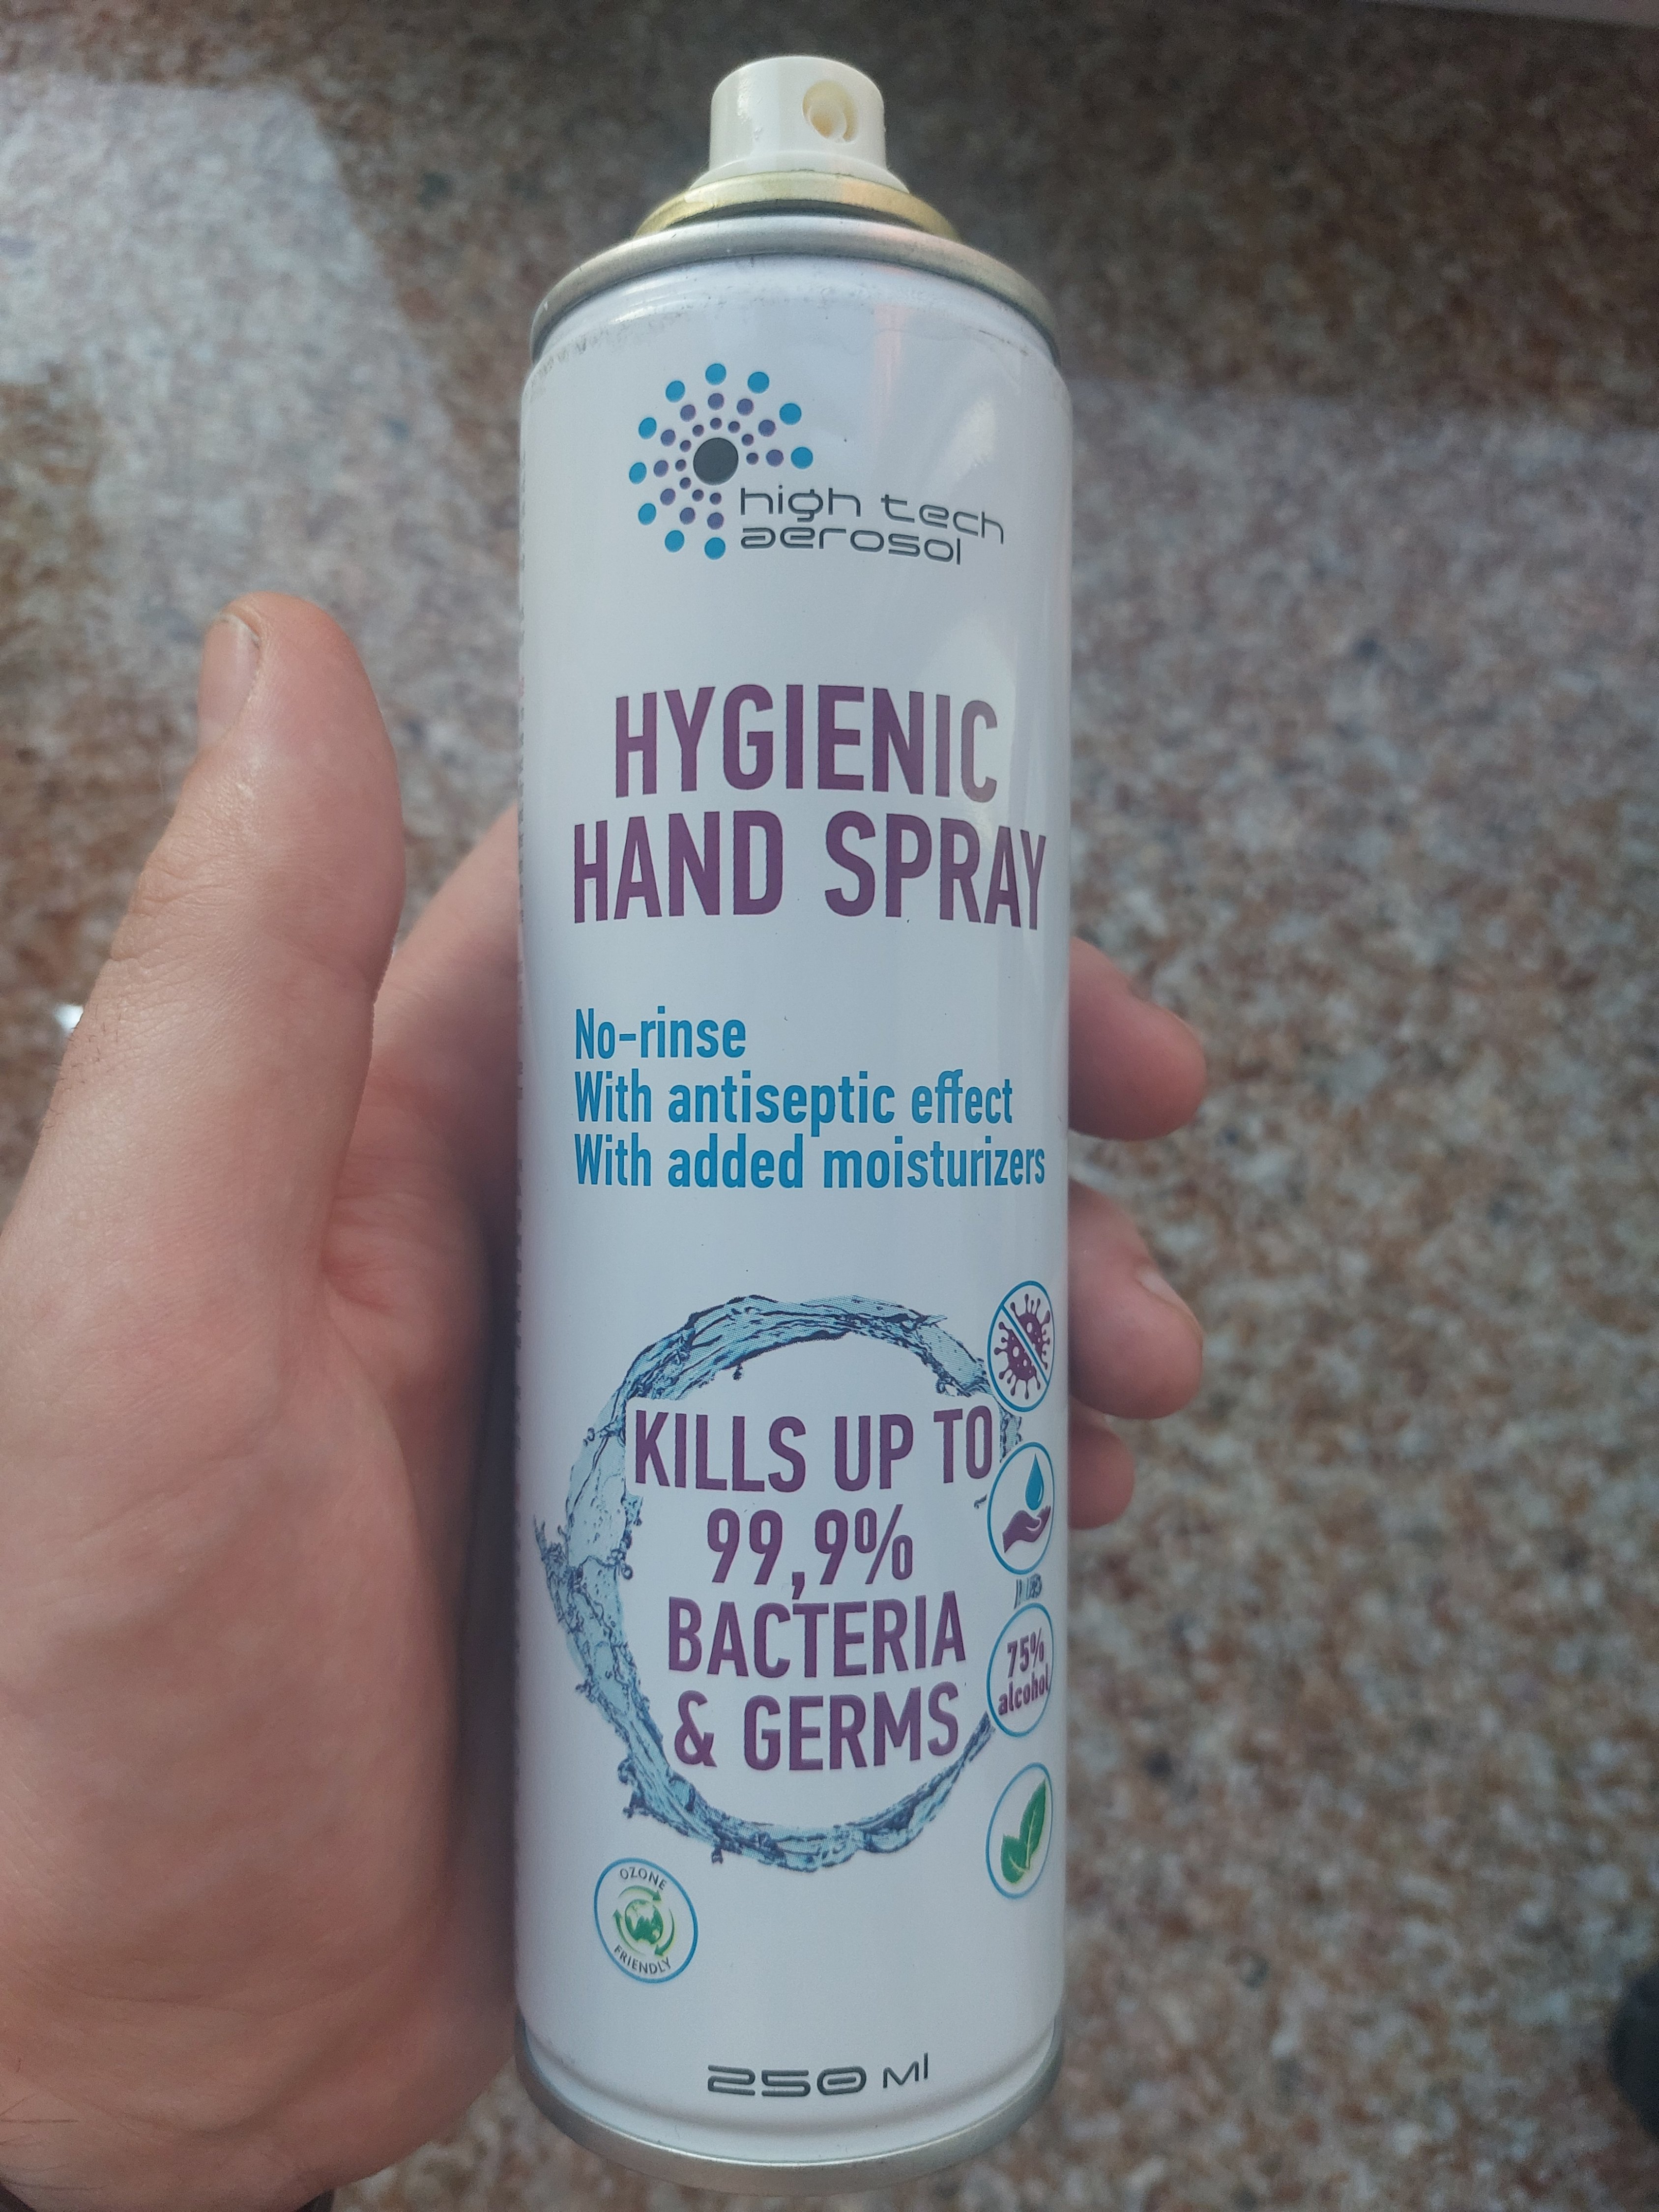 high tech
aerosol
HYGIENIC
HAND SPRAY
No-rinse
With antiseptic effect
With added moisturizers
KILLS UP TO
99,9%
BACTERIA
& GERMS
75%
alcohol
OZONE
FRIENDLY
250 Ml